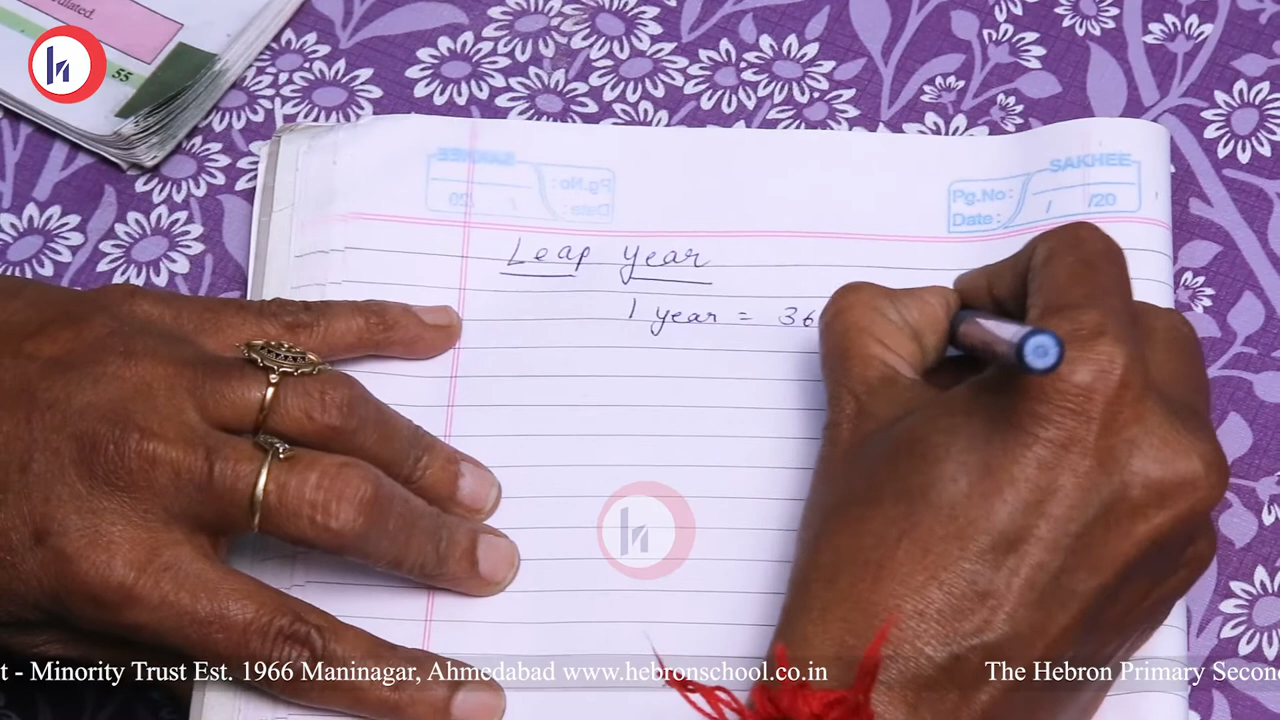 ulated.
55
SAKHEE
Pg.No:
Date: / /20
Leap year
1 year = 36
t - Minority Trust Est. 1966 Maninagar, Ahmedabad www.hebronschool.co.in The Hebron Primary Second